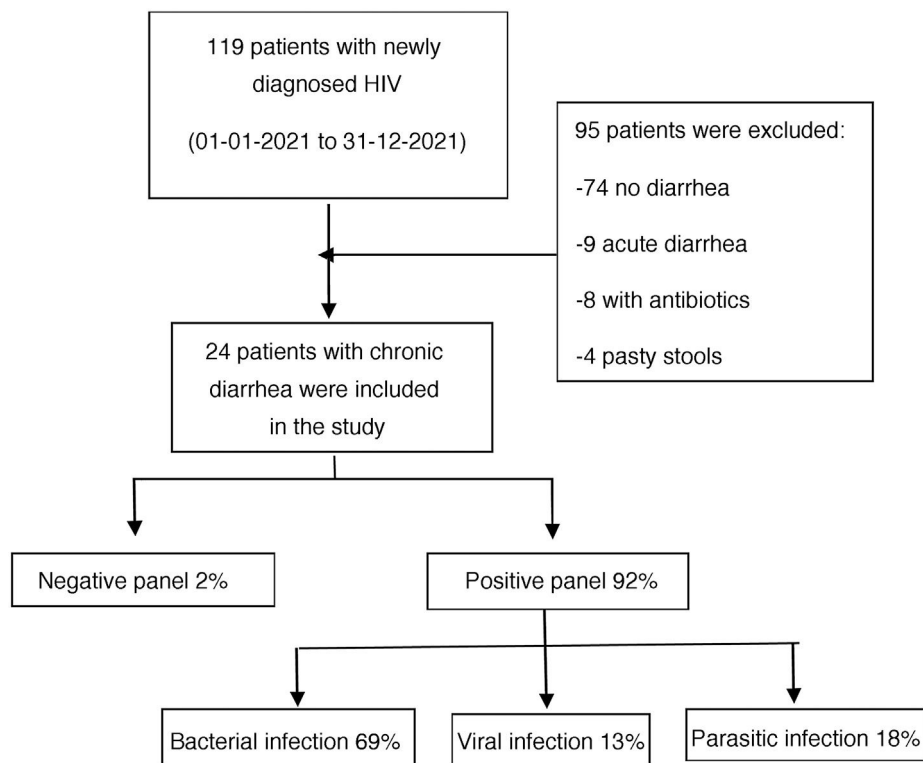 119 patients with newly
diagnosed HIV
(01-01-2021 to 31-12-2021)
95 patients were excluded:
-74 no diarrhea
-9 acute diarrhea
-8 with antibiotics
-4 pasty stools
24 patients with chronic
diarrhea were included
in the study
Negative panel 2%
Positive panel 92%
Bacterial infection 69%
Viral infection 13%
Parasitic infection 18%